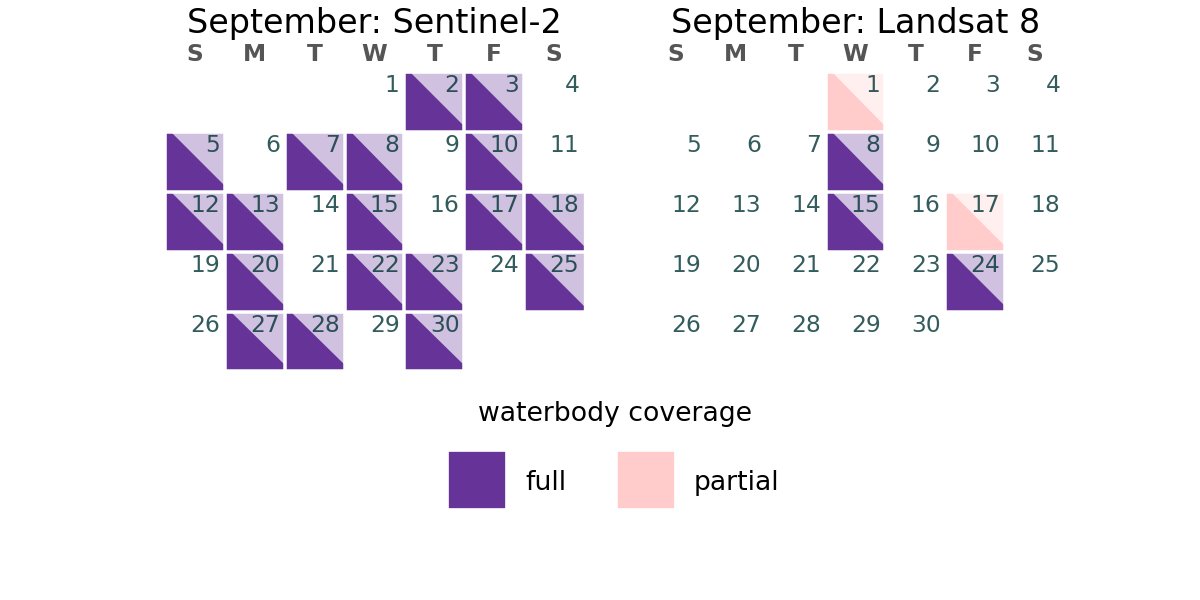 September: Sentinel-2
S M T W T F S
1 2 3 4
5 6 7 8 9 10 11
12 13 14 15 16 17 18
19 20 21 22 23 24 25
26 27 28 29 30
September: Landsat 8
S M T W T F S
1 2 3 4
5 6 7 8 9 10 11
12 13 14 15 16 17 18
19 20 21 22 23 24 25
26 27 28 29 30
waterbody coverage
full partial